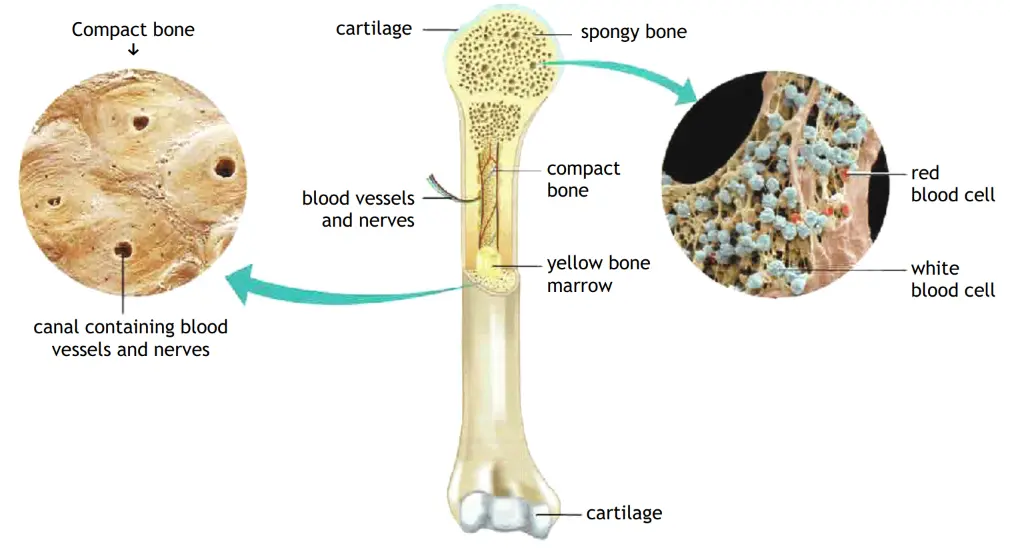 Compact bone
canal containing blood
vessels and nerves
cartilage
spongy bone
blood vessels
and nerves
compact
bone
yellow bone
marrow
cartilage
red
blood cell
white
blood cell